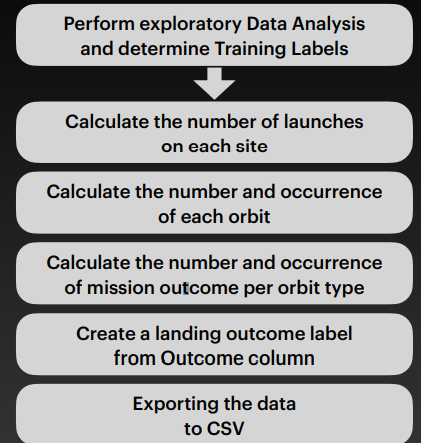 Perform exploratory Data Analysis
and determine Training Labels
Calculate the number of launches
on each site
Calculate the number and occurrence
of each orbit
Calculate the number and occurrence
of mission outcome per orbit type
Create a landing outcome label
from Outcome column
Exporting the data
to CSV